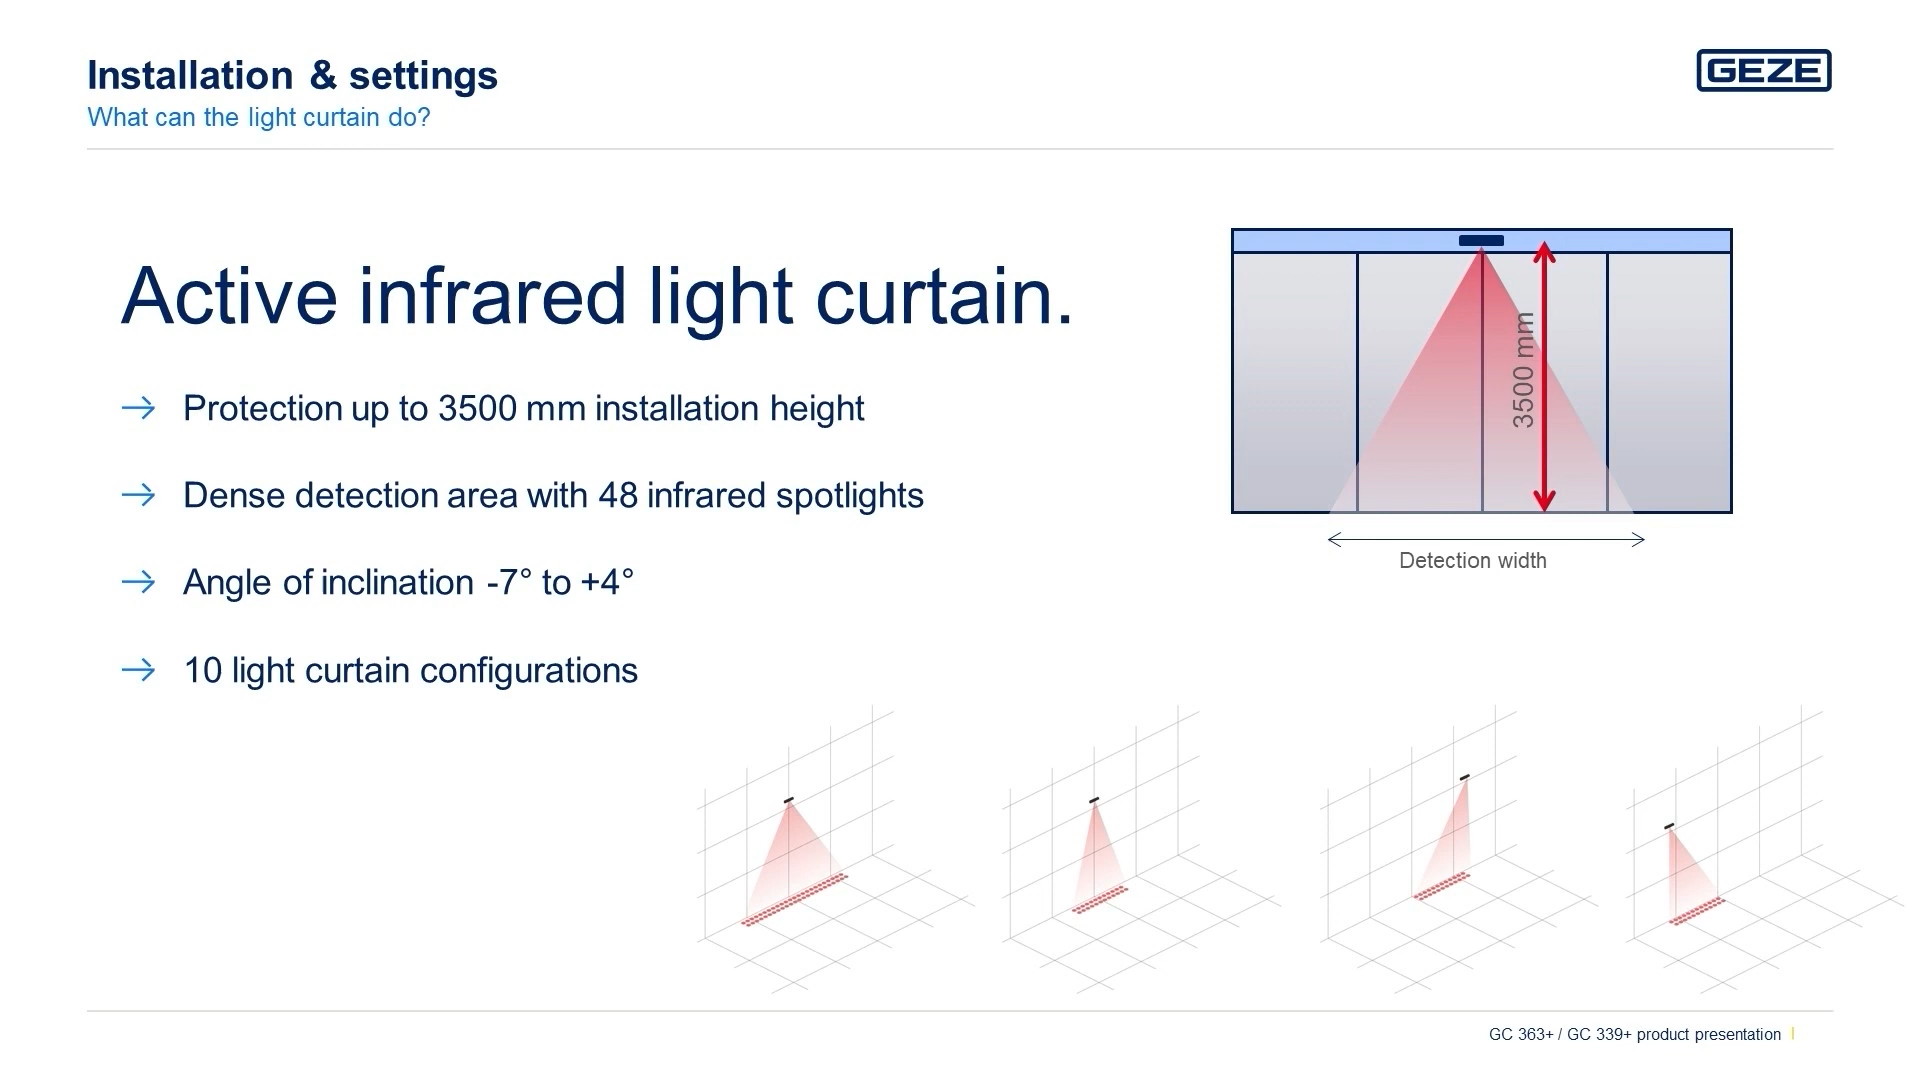 Installation & settings
What can the light curtain do?
GEZE
Active infrared light curtain.
→ Protection up to 3500 mm installation height
→ Dense detection area with 48 infrared spotlights
→ Angle of inclination -7° to +4°
→ 10 light curtain configurations
3500 mm
Detection width
GC 363+ / GC 339+ product presentation